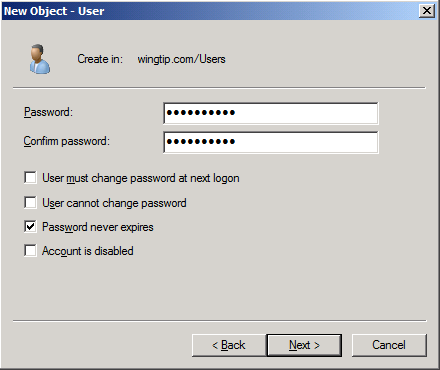 New Object - User
Create in: wingtip.com/Users
Password: ●●●●●●●●●●
Confirm password: ●●●●●●●●●●
User must change password at next logon
User cannot change password
Password never expires
Account is disabled
< Back Next > Cancel